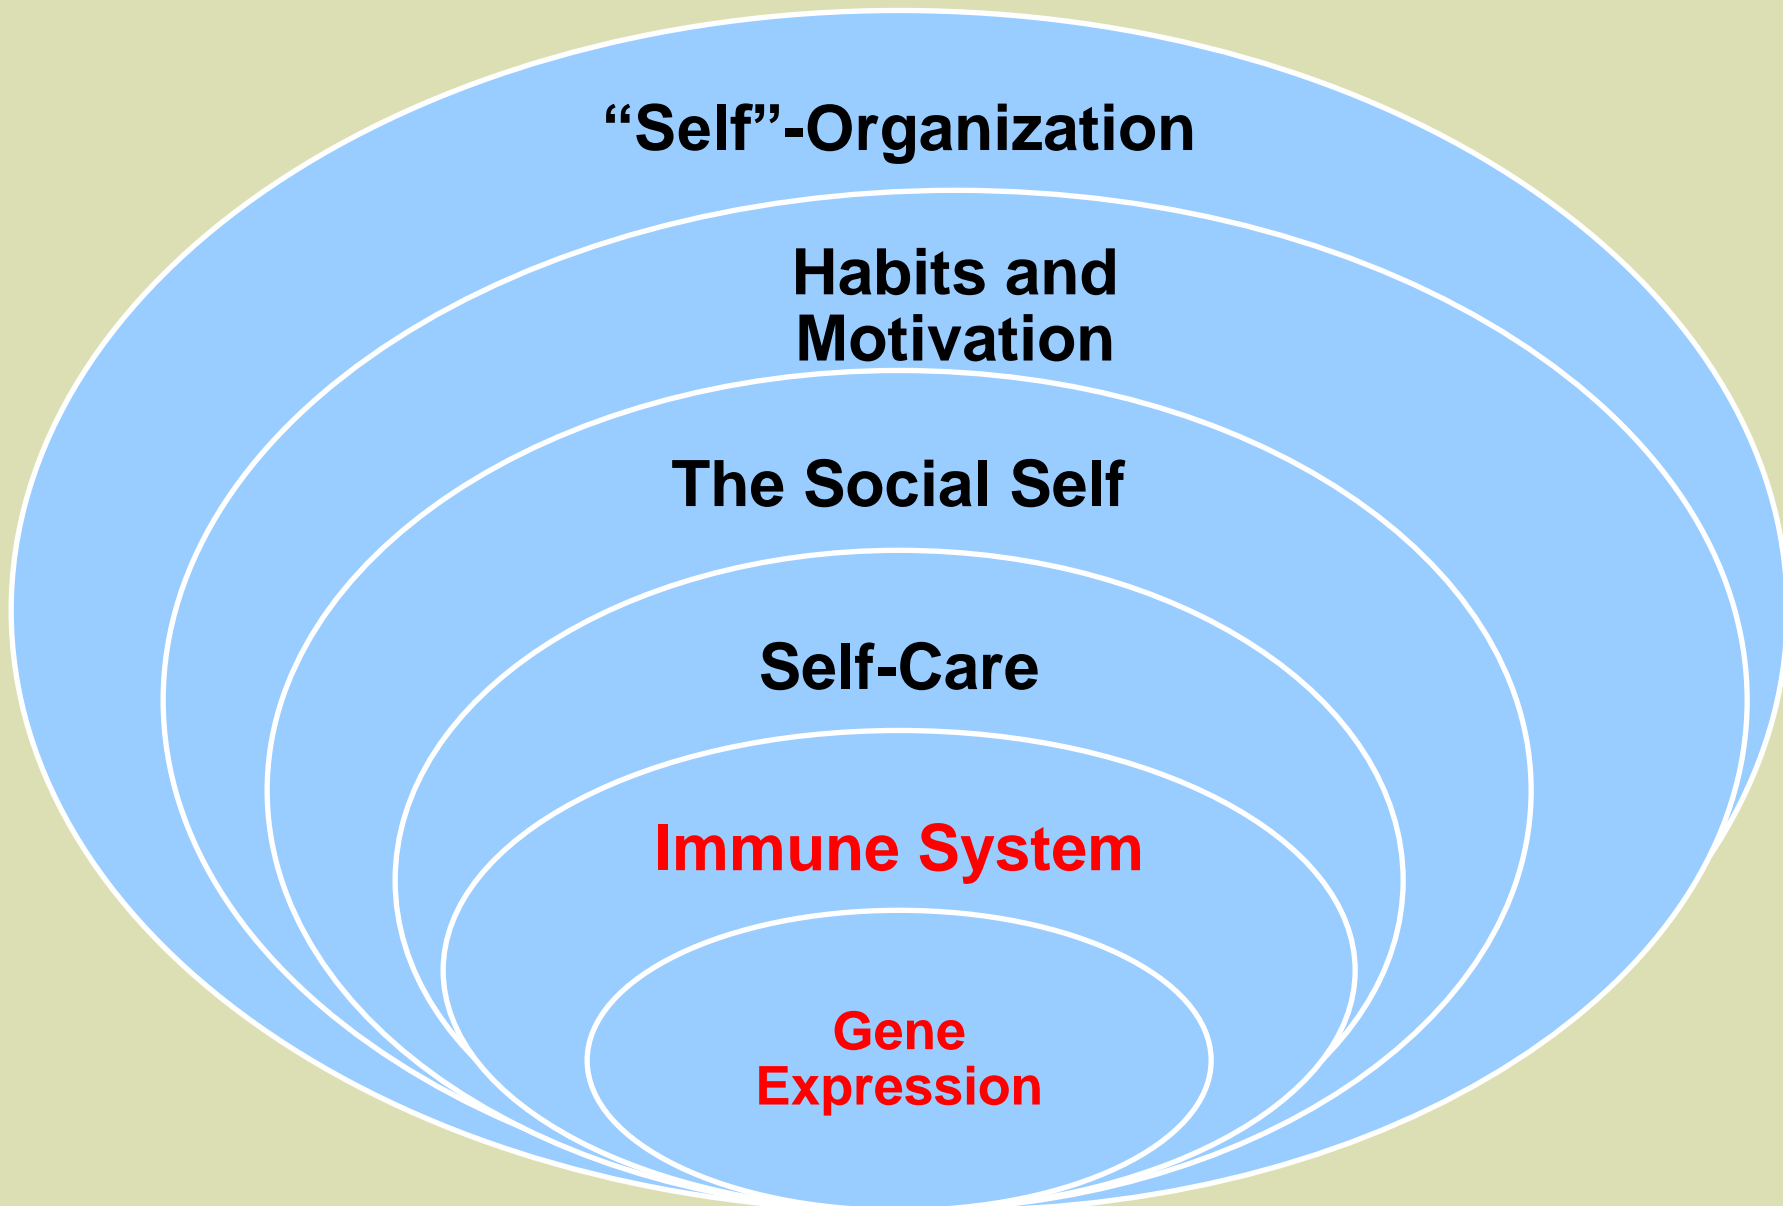 “Self”-Organization
Habits and
Motivation
The Social Self
Self-Care
Immune System
Gene
Expression